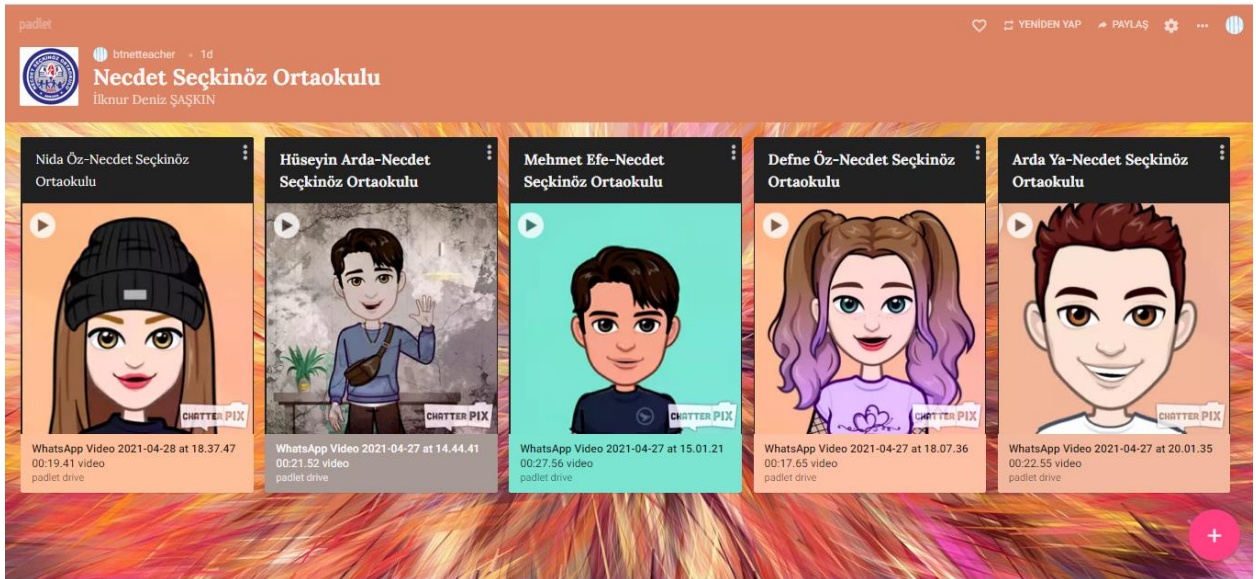 padlet
YENİDEN YAP
PAYLAŞ
btnetteacher • 1d
Necdet Seçkinöz Ortaokulu
İlknur Deniz ŞAŞKIN
Nida Öz-Necdet Seçkinöz
Ortaokulu
CHATTER PIX
WhatsApp Video 2021-04-28 at 18.37.47
00:19.41 video
padlet drive
Hüseyin Arda-Necdet
Seçkinöz Ortaokulu
CHATTER PIX
WhatsApp Video 2021-04-27 at 14.44.41
00:21.52 video
padlet drive
Mehmet Efe-Necdet
Seçkinöz Ortaokulu
CHATTER PIX
WhatsApp Video 2021-04-27 at 15.01.21
00:27.56 video
padlet drive
Defne Öz-Necdet Seçkinöz
Ortaokulu
CHATTER PIX
WhatsApp Video 2021-04-27 at 18.07.36
00:17.65 video
padlet drive
Arda Ya-Necdet Seçkinöz
Ortaokulu
CHATTER PIX
WhatsApp Video 2021-04-27 at 20.01.35
00:22.55 video
padlet drive